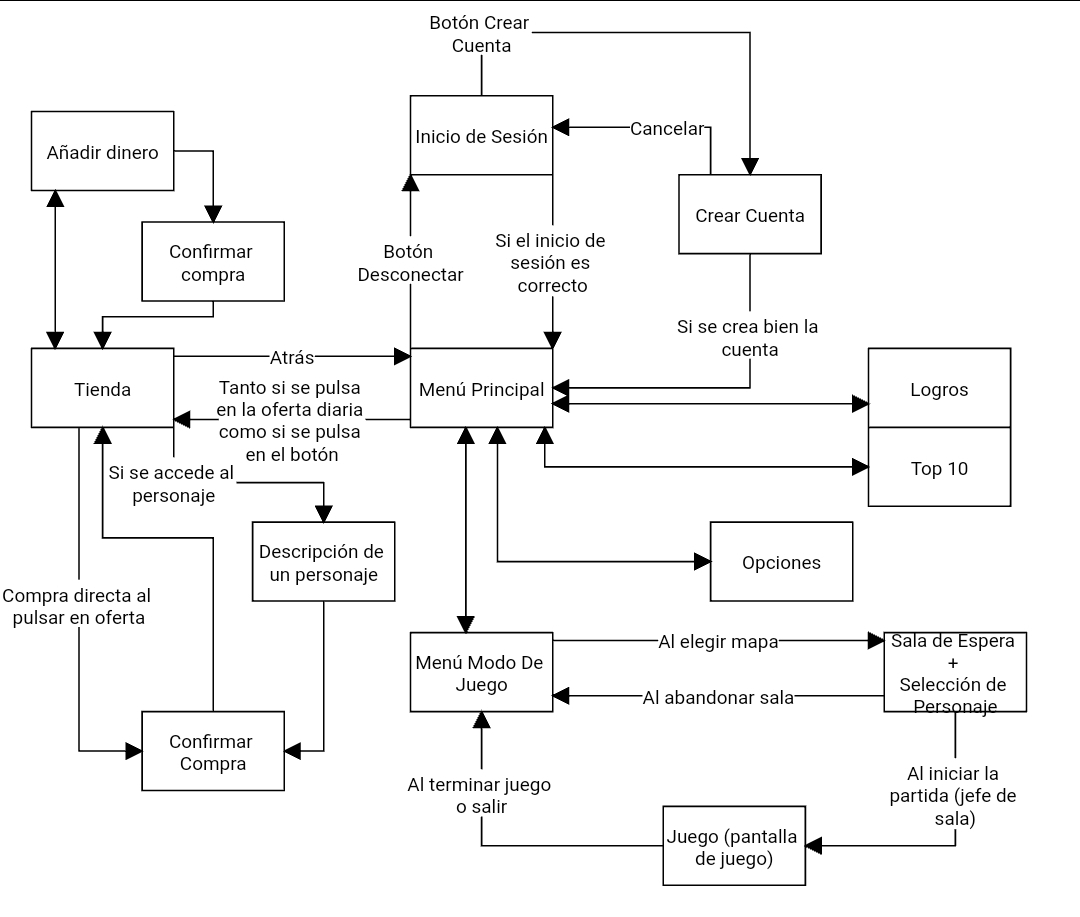 Botón Crear
Cuenta
Inicio de Sesión
Cancelar
Añadir dinero
Crear Cuenta
Confirmar
compra
Botón
Desconectar
Si el inicio de
sesión es
correcto
Si se crea bien la
cuenta
Atrás
Tienda
Tanto si se pulsa
en la oferta diaria
como si se pulsa
en el botón
Menú Principal
Logros
Top 10
Si se accede al
personaje
Descripción de
un personaje
Opciones
Compra directa al
pulsar en oferta
Menú Modo De
Juego
Al elegir mapa
Al abandonar sala
Sala de Espera
+
Selección de
Personaje
Confirmar
Compra
Al terminar juego
o salir
Al iniciar la
partida (jefe de
sala)
Juego (pantalla
de juego)